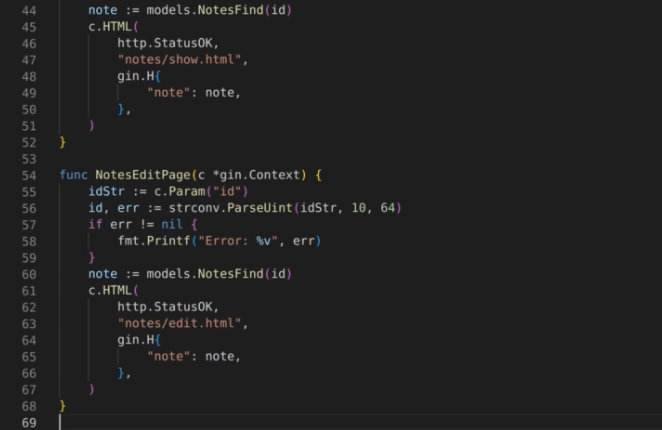 44 note := models.NotesFind(id)
45 c.HTML(
46 http.StatusOK,
47 "notes/show.html",
48 gin.H{
49 "note": note,
50 },
51 )
52 }
53
54 func NotesEditPage(c *gin.Context) {
55 idStr := c.Param("id")
56 id, err := strconv.ParseUint(idStr, 10, 64)
57 if err != nil {
58 fmt.Printf("Error: %v", err)
59 }
60 note := models.NotesFind(id)
61 c.HTML(
62 http.StatusOK,
63 "notes/edit.html",
64 gin.H{
65 "note": note,
66 },
67 )
68 }
69